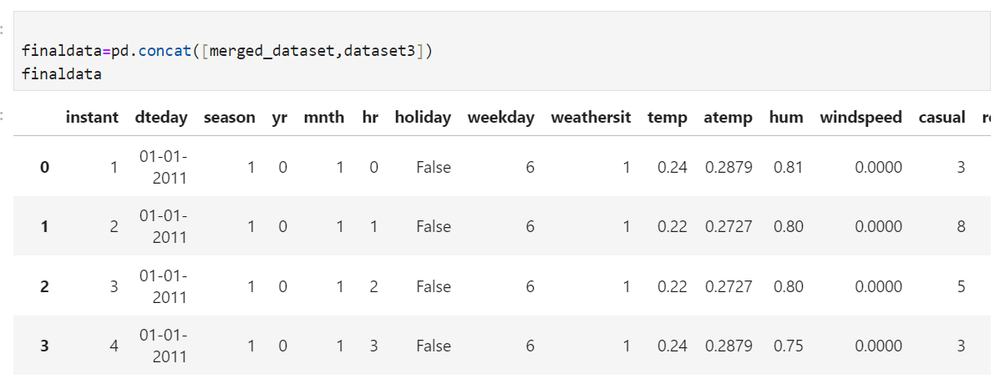 :
finaldata=pd.concat([merged_dataset,dataset3])
finaldata
:
instant dteday season yr mnth hr holiday weekday weathersit temp atemp hum windspeed casual
0 1 01-01-2011 1 0 1 0 False 6 1 0.24 0.2879 0.81 0.0000 3
1 2 01-01-2011 1 0 1 1 False 6 1 0.22 0.2727 0.80 0.0000 8
2 3 01-01-2011 1 0 1 2 False 6 1 0.22 0.2727 0.80 0.0000 5
3 4 01-01-2011 1 0 1 3 False 6 1 0.24 0.2879 0.75 0.0000 3